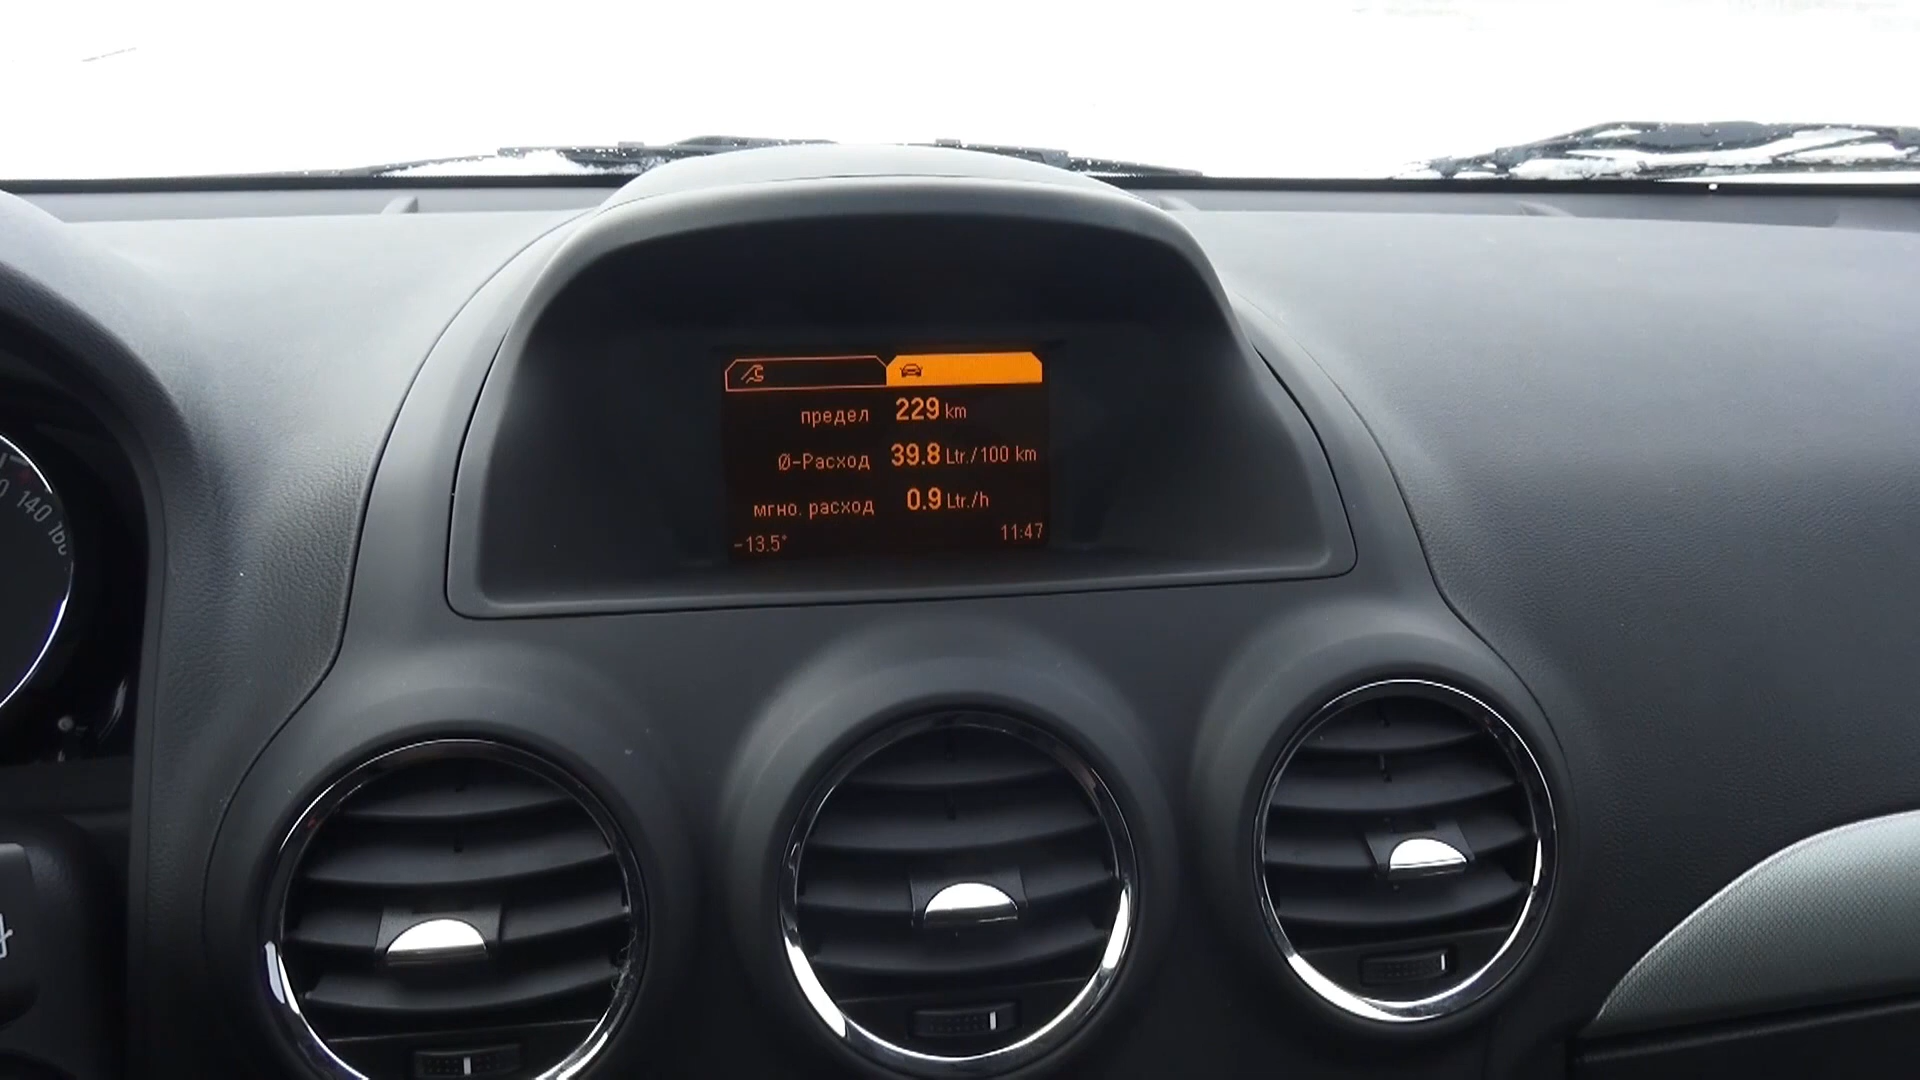 предел 229 km
Ø-Расход 39.8 Ltr./100 km
мгно. расход 0.9 Ltr./h
-13.5° 11:47
140
160